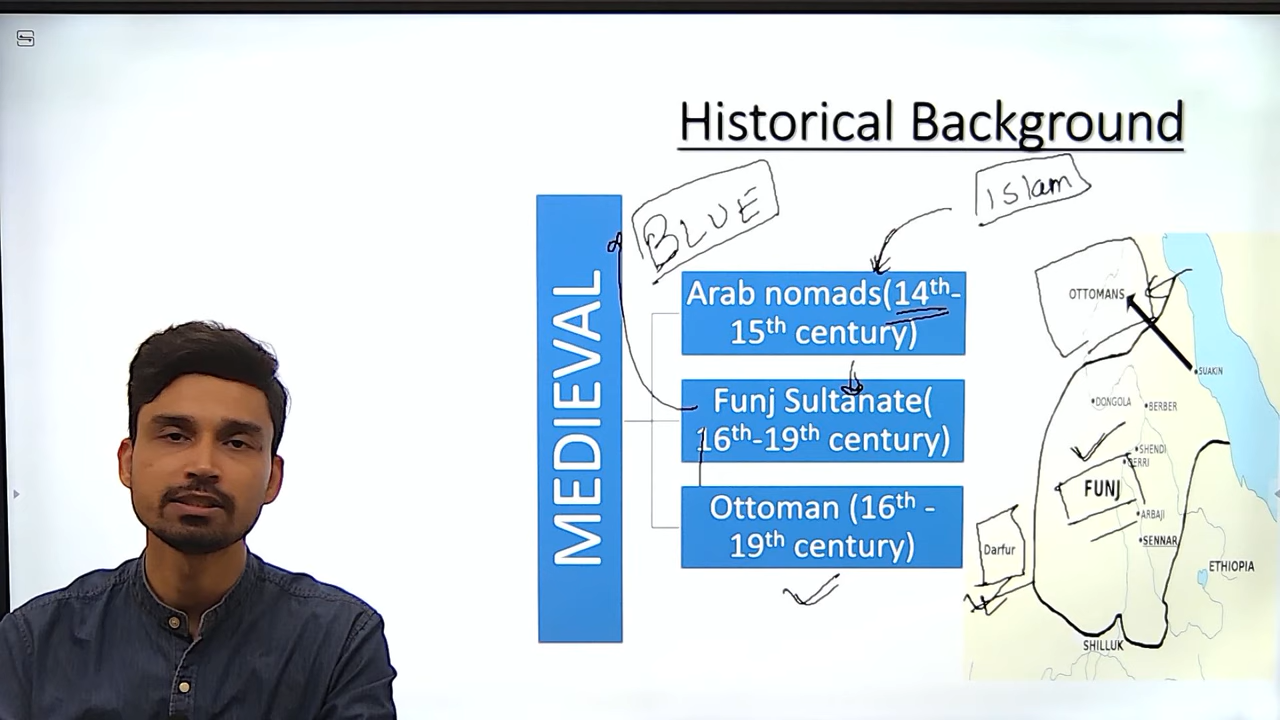 Historical Background
BLUE
islam
MEDIEVAL
Arab nomads(14th-
15th century)
Funj Sultanate(
16th-19th century)
Ottoman (16th -
19th century)
OTTOMANS
SUAKIN
DONGOLA
BERBER
SHENDI
FUNJ
ARBAJI
SENNAR
Darfur
ETHIOPIA
SHILLUK